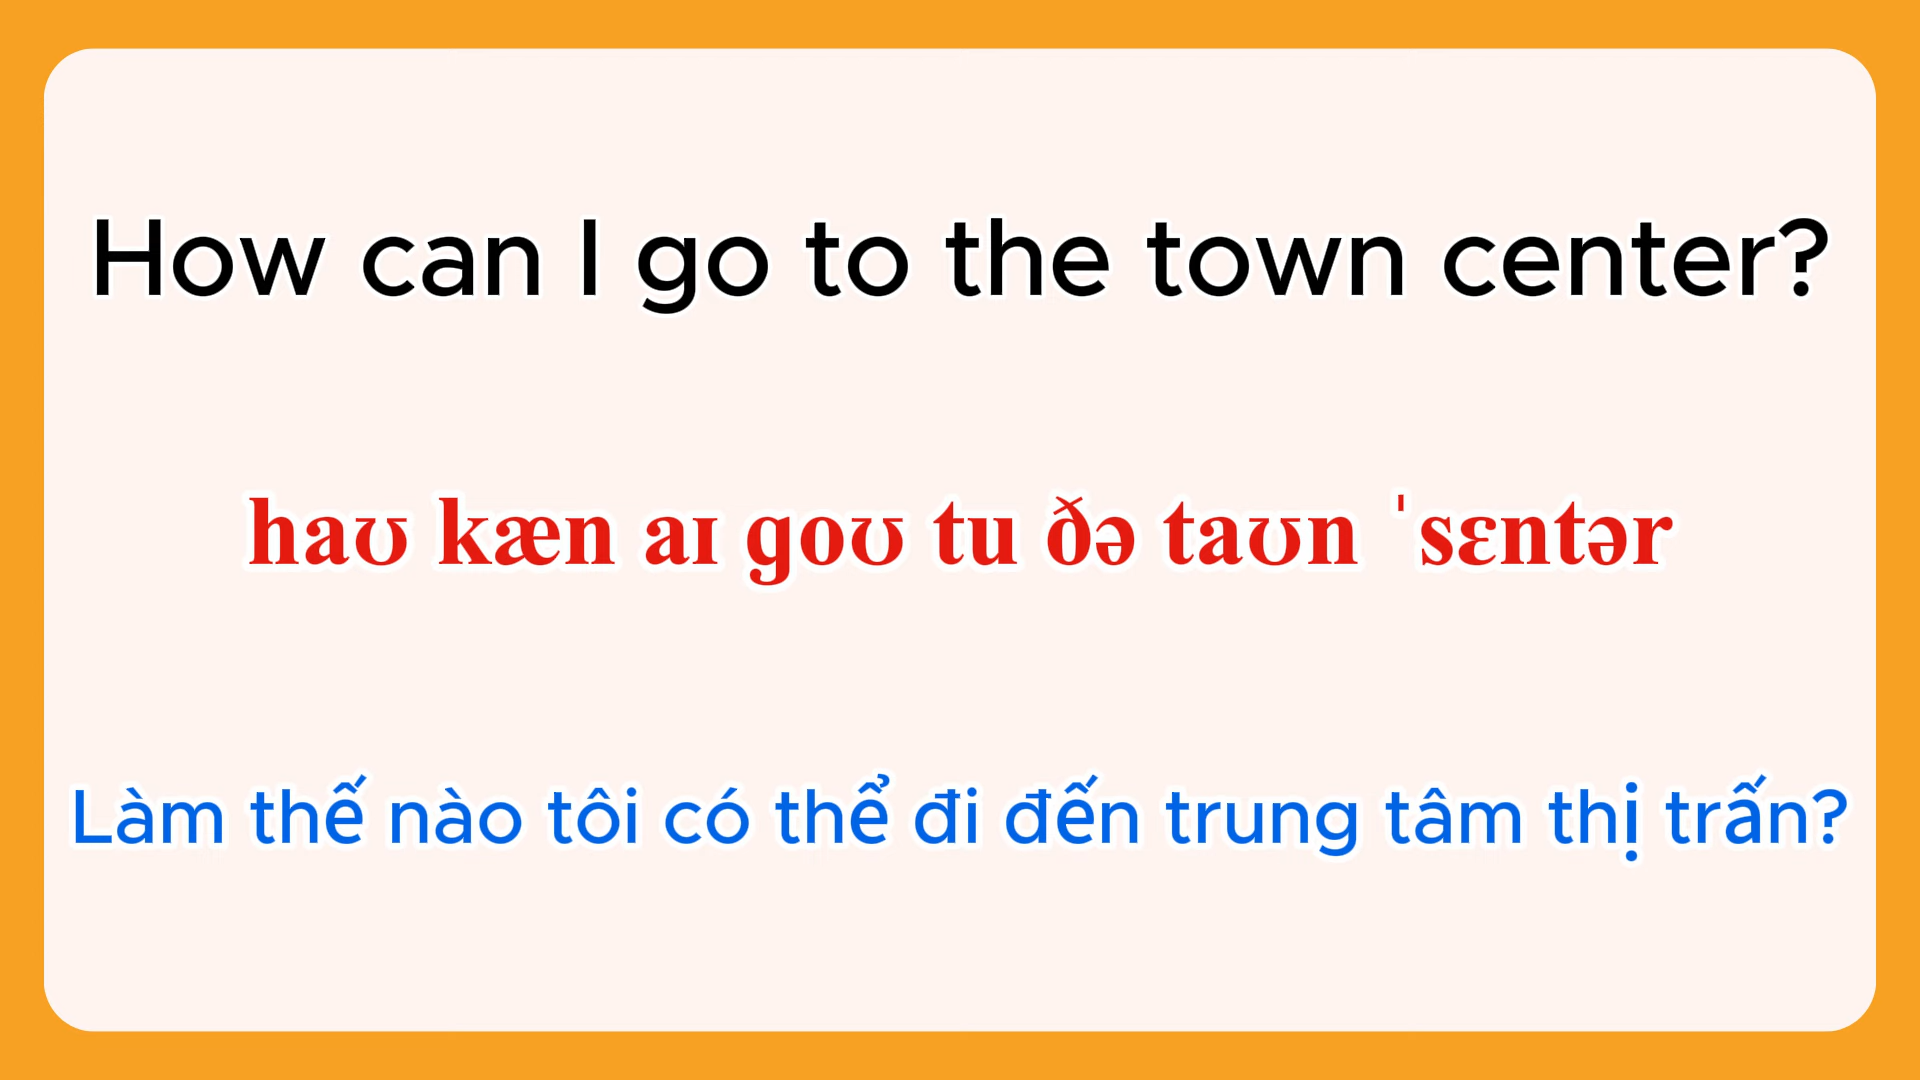 How can I go to the town center?
haʊ kæn aɪ ɡoʊ tu ðə taʊn ˈsɛntər
Làm thế nào tôi có thể đi đến trung tâm thị trấn?